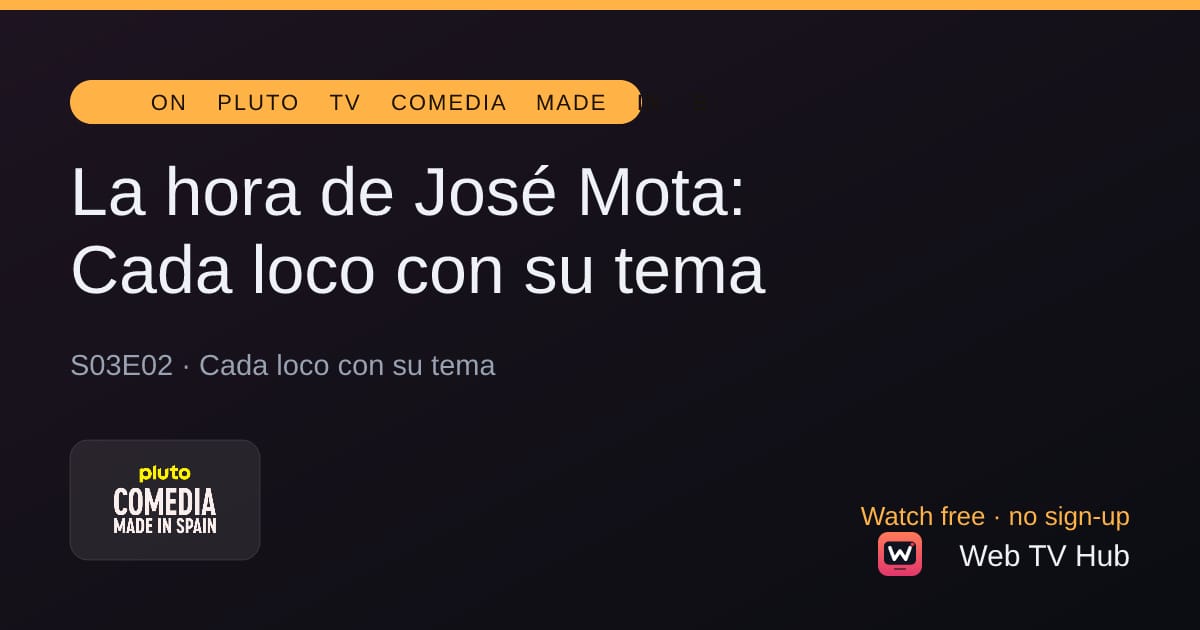 ON PLUTO TV COMEDIA MADE
La hora de José Mota:
Cada loco con su tema
S03E02 · Cada loco con su tema
pluto
COMEDIA
MADE IN SPAIN
Watch free · no sign-up
Web TV Hub